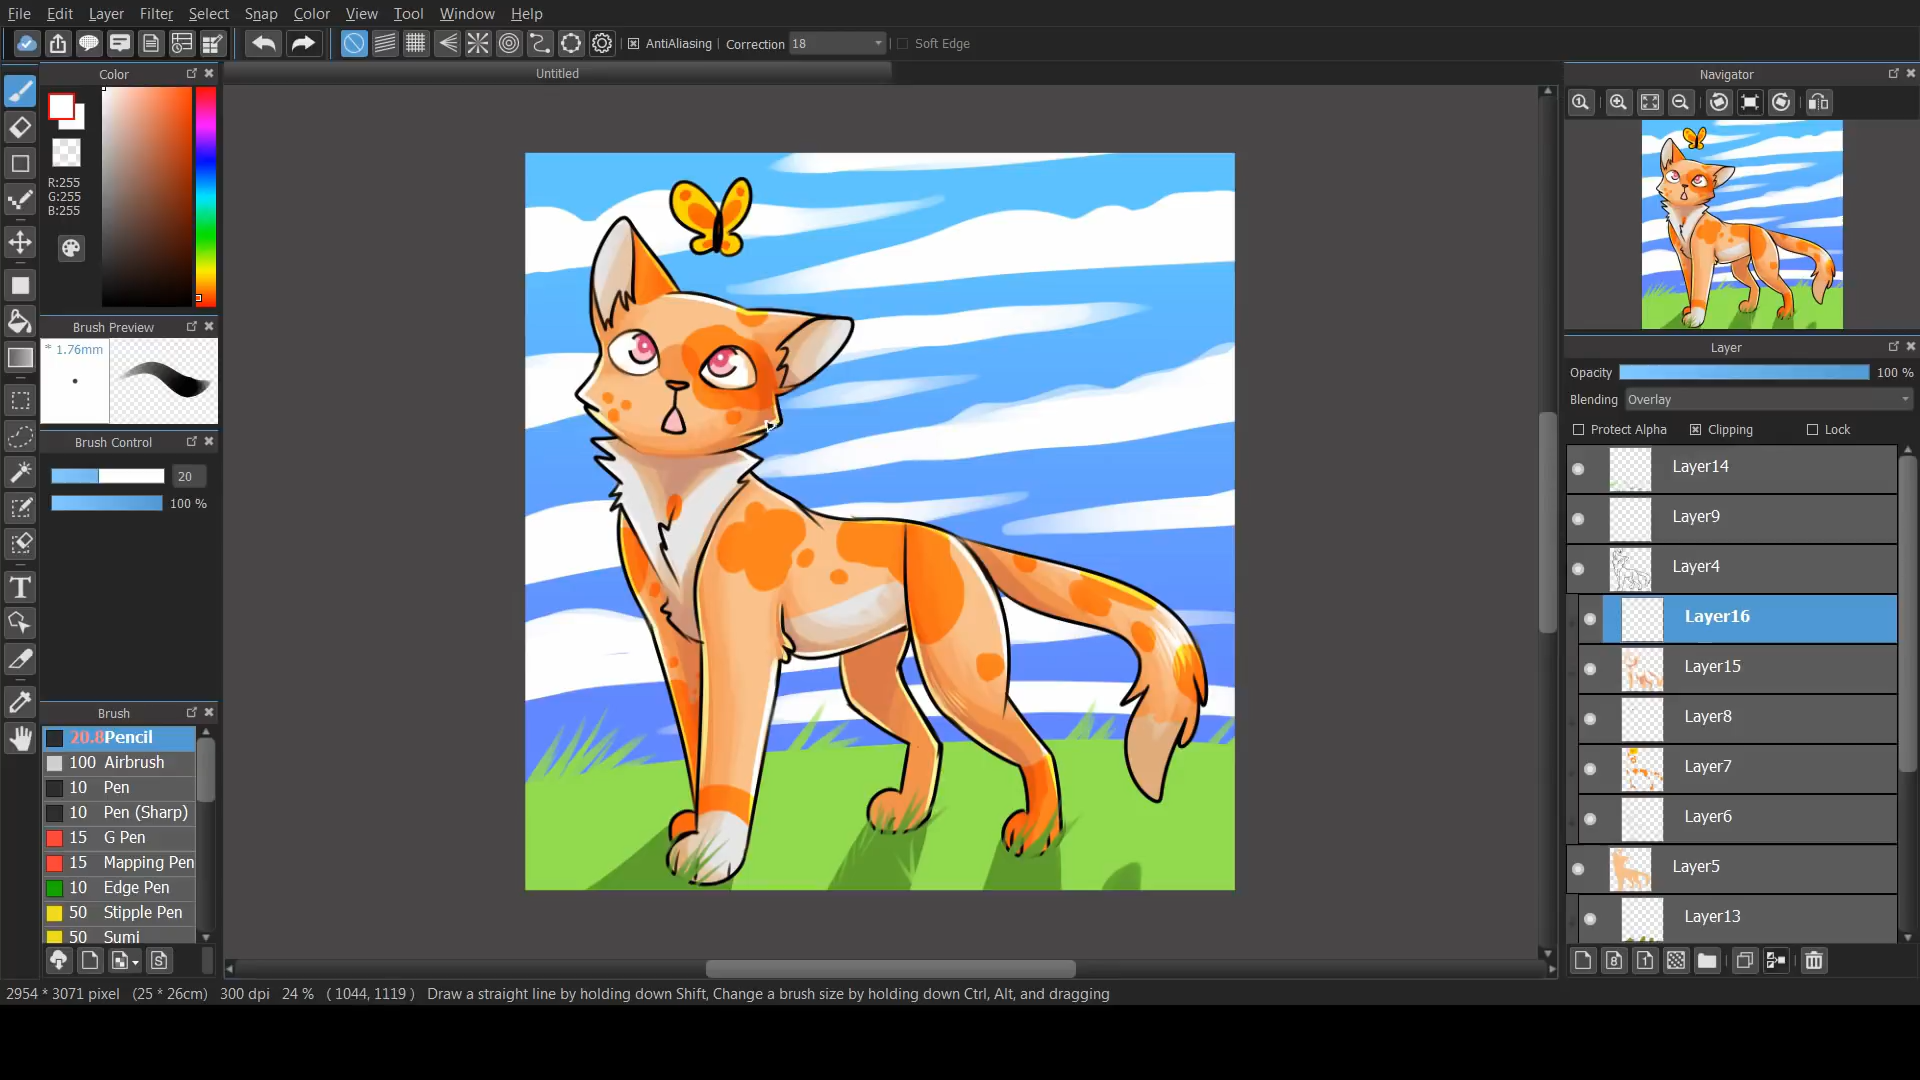 File Edit Layer Filter Select Snap Color View Tool Window Help
AntiAliasing Correction 18 Soft Edge
Color
Untitled
Navigator
R:255
G:255
B:255
Brush Preview
* 1.76mm
Brush Control
20
100 %
Brush
20.8 Pencil
100 Airbrush
10 Pen
10 Pen (Sharp)
15 G Pen
15 Mapping Pen
10 Edge Pen
50 Stipple Pen
50 Sumi
Layer
Opacity 100 %
Blending Overlay
Protect Alpha Clipping Lock
Layer14
Layer9
Layer4
Layer16
Layer15
Layer8
Layer7
Layer6
Layer5
Layer13
2954 * 3071 pixel (25 * 26cm) 300 dpi 24 % ( 1044, 1119 ) Draw a straight line by holding down Shift, Change a brush size by holding down Ctrl, Alt, and dragging